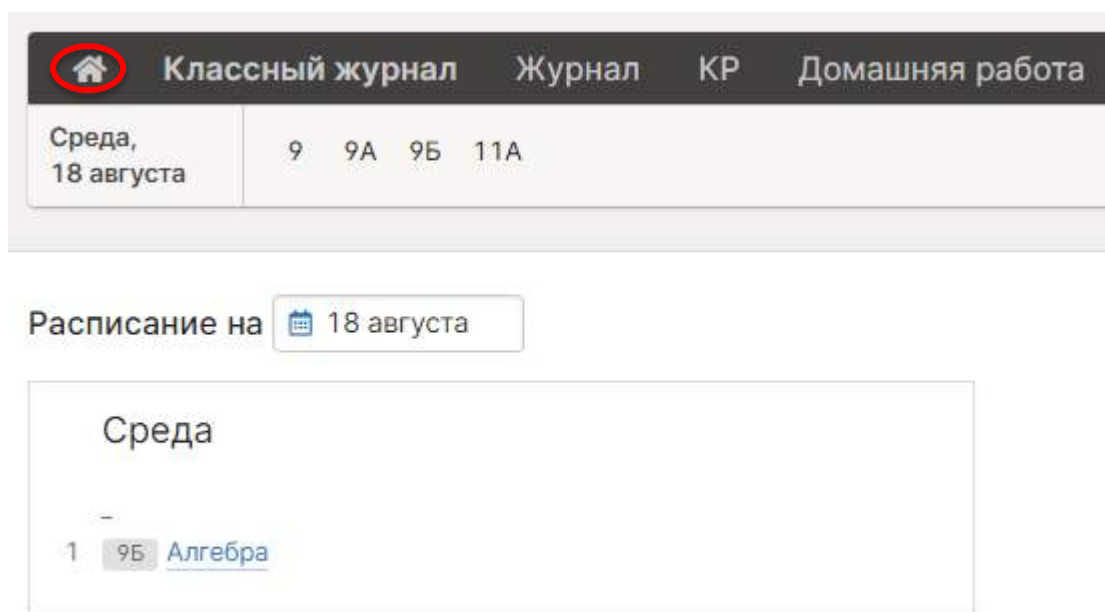 Классный журнал Журнал КР Домашняя работа
Среда,
18 августа
9 9А 9Б 11А
Расписание на 18 августа
Среда
–
1 9Б Алгебра